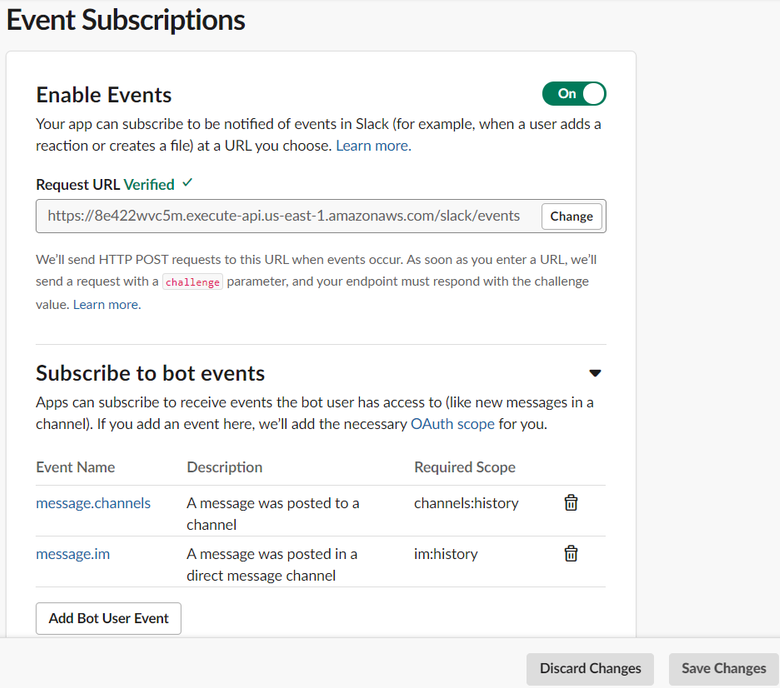 Event Subscriptions
Enable Events
On
Your app can subscribe to be notified of events in Slack (for example, when a user adds a
reaction or creates a file) at a URL you choose. Learn more.
Request URL Verified ✓
https://8e422wvc5m.execute-api.us-east-1.amazonaws.com/slack/events
Change
We’ll send HTTP POST requests to this URL when events occur. As soon as you enter a URL, we’ll
send a request with a challenge parameter, and your endpoint must respond with the challenge
value. Learn more.
Subscribe to bot events
Apps can subscribe to receive events the bot user has access to (like new messages in a
channel). If you add an event here, we’ll add the necessary OAuth scope for you.
Event Name Description Required Scope
message.channels A message was posted to a channels:history
channel
message.im A message was posted in a im:history
direct message channel
Add Bot User Event
Discard Changes Save Changes